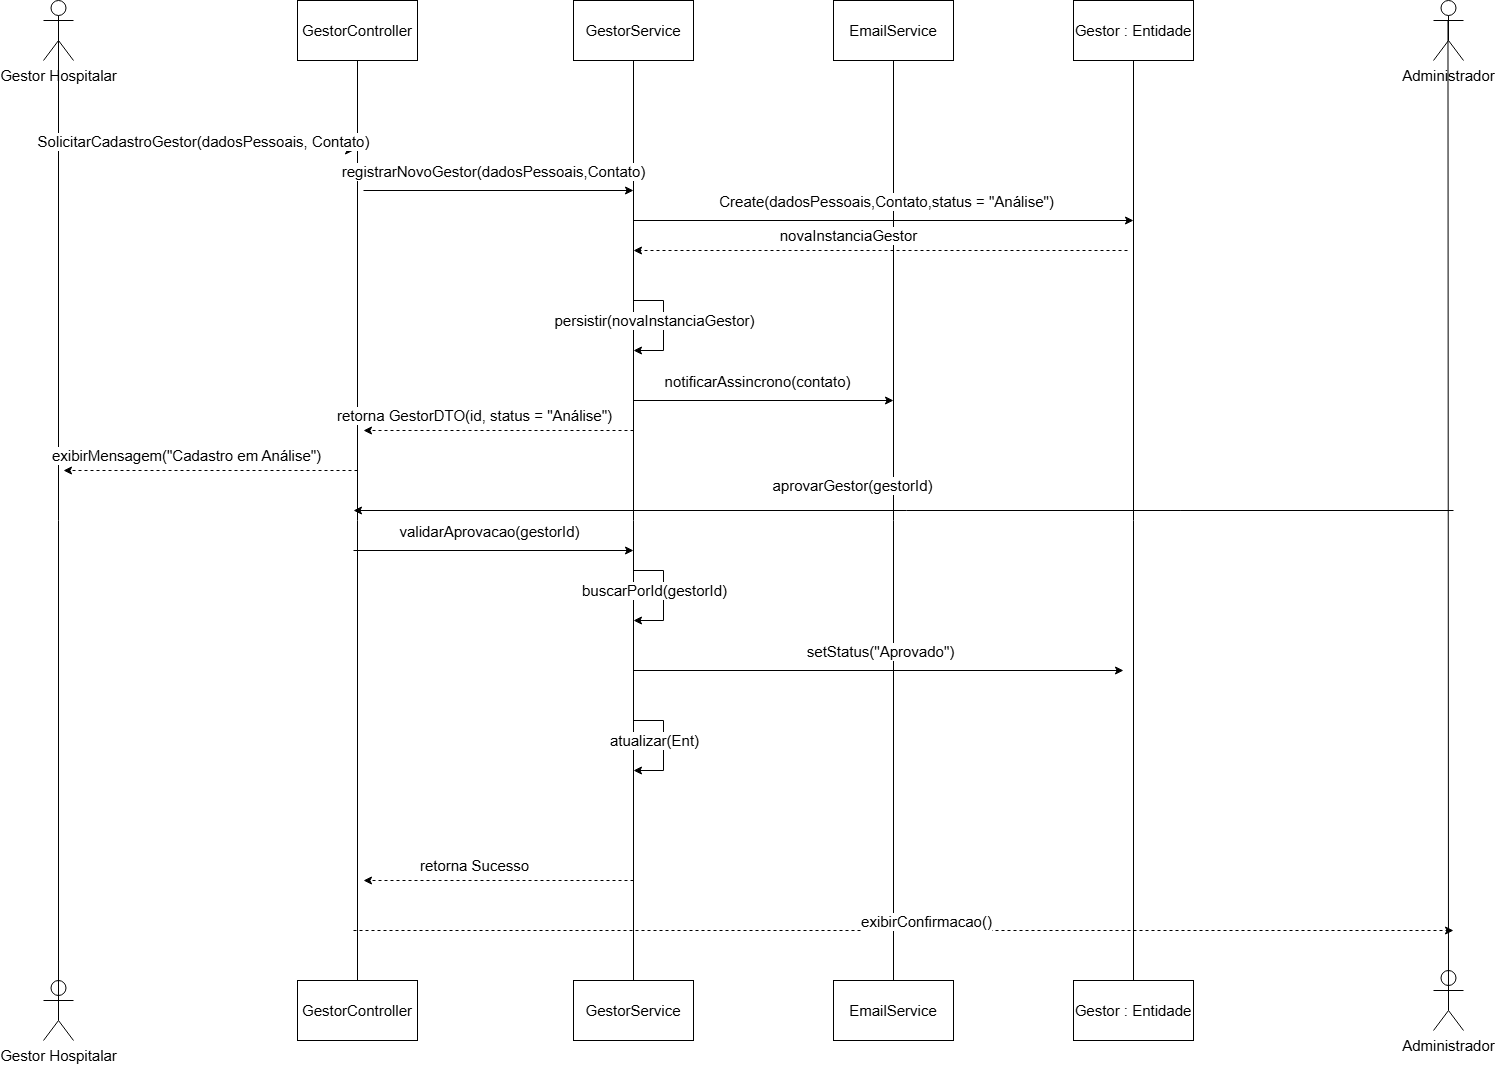 GestorController
GestorService
EmailService
Gestor : Entidade
Gestor Hospitalar
Administrador
SolicitarCadastroGestor(dadosPessoais, Contato)
registrarNovoGestor(dadosPessoais,Contato)
Create(dadosPessoais,Contato,status = "Análise")
novaInstanciaGestor
persistir(novaInstanciaGestor)
notificarAssincrono(contato)
retorna GestorDTO(id, status = "Análise")
exibirMensagem("Cadastro em Análise")
aprovarGestor(gestorId)
validarAprovacao(gestorId)
buscarPorId(gestorId)
setStatus("Aprovado")
atualizar(Ent)
retorna Sucesso
exibirConfirmacao()
GestorController
GestorService
EmailService
Gestor : Entidade
Gestor Hospitalar
Administrador